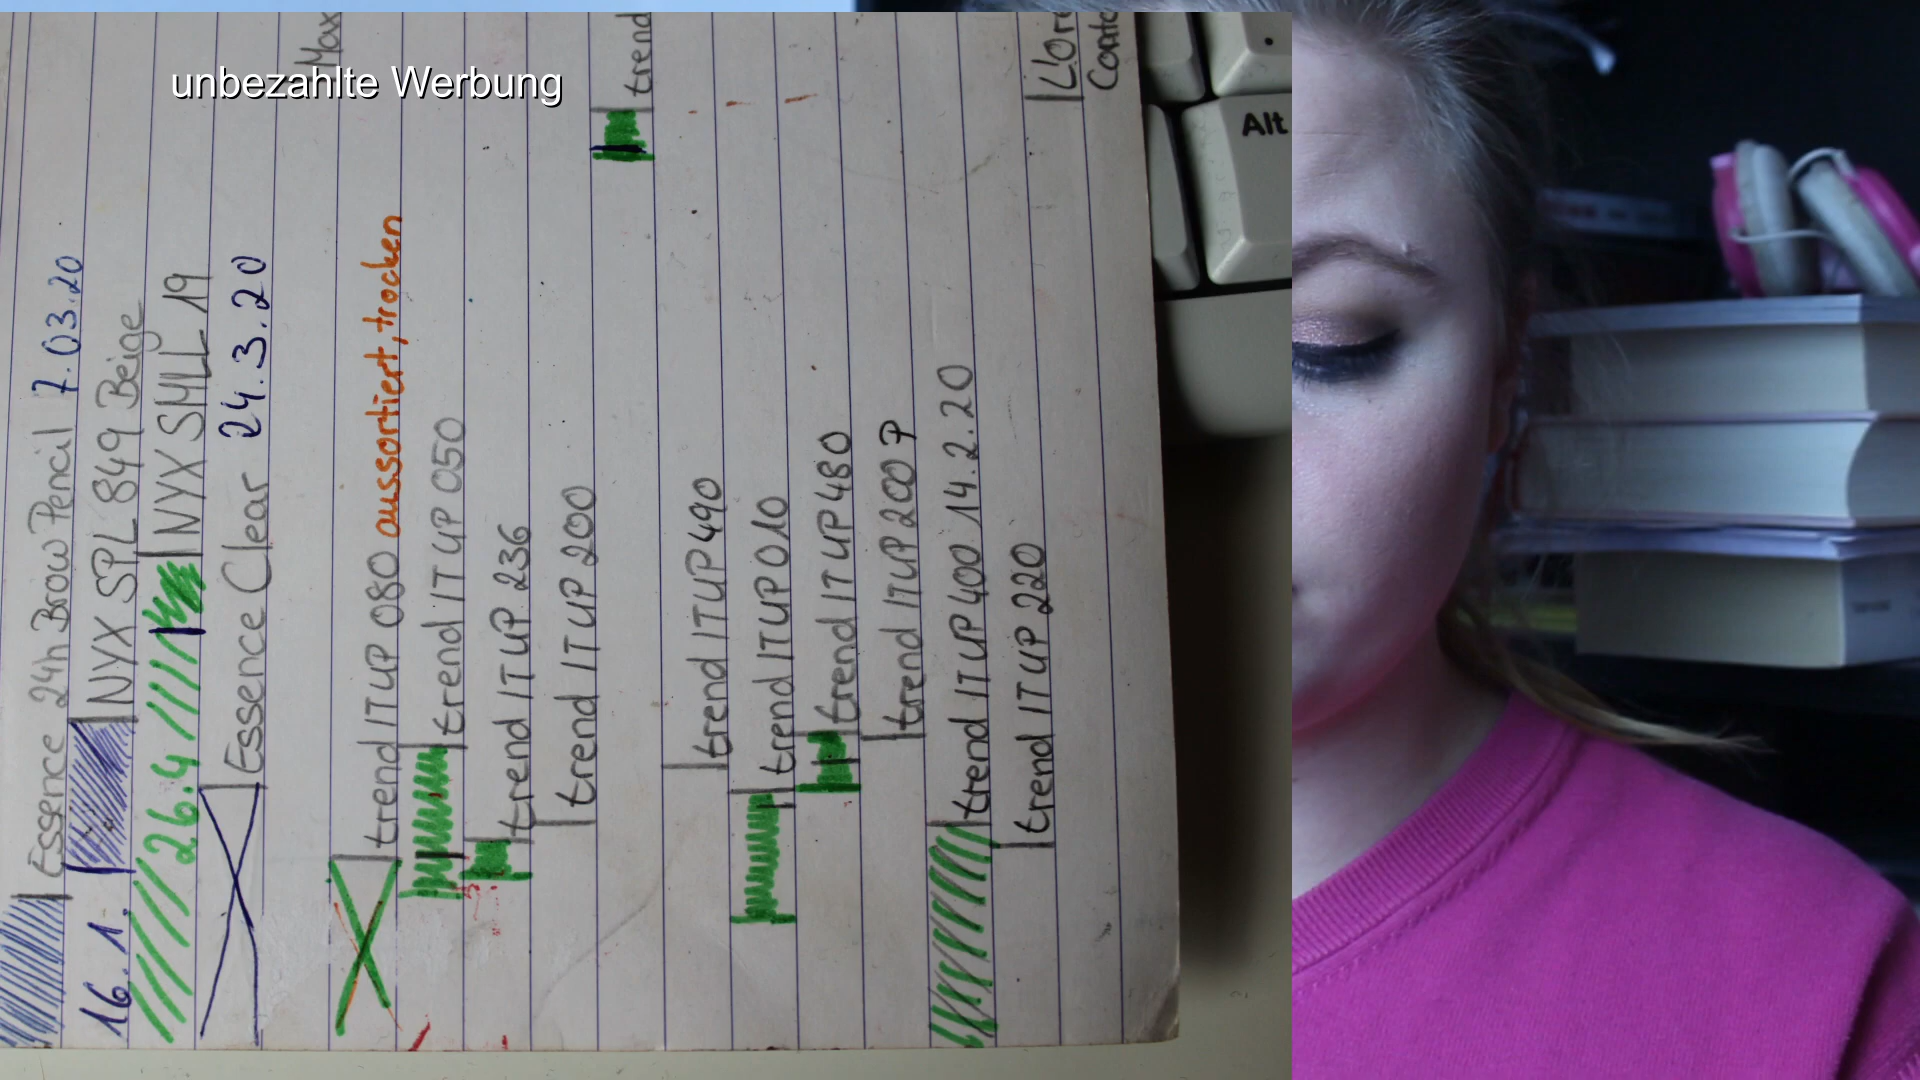 unbezahlte Werbung
Essence 24h Brow Pencil 7.03.20
16.1. NYX SPL 849 Beige
26.4 NYX SMLL 19
Essence Clear 24.3.20
Max
trend IT UP 080 aussortiert, trocken
trend IT UP 050
trend IT UP 236
trend IT UP 200
trend
trend IT UP 490
trend IT UP 010
trend IT UP 480
trend IT UP 200 P
trend IT UP 400 14.2.20
trend IT UP 220
L'Or
Conto
Alt